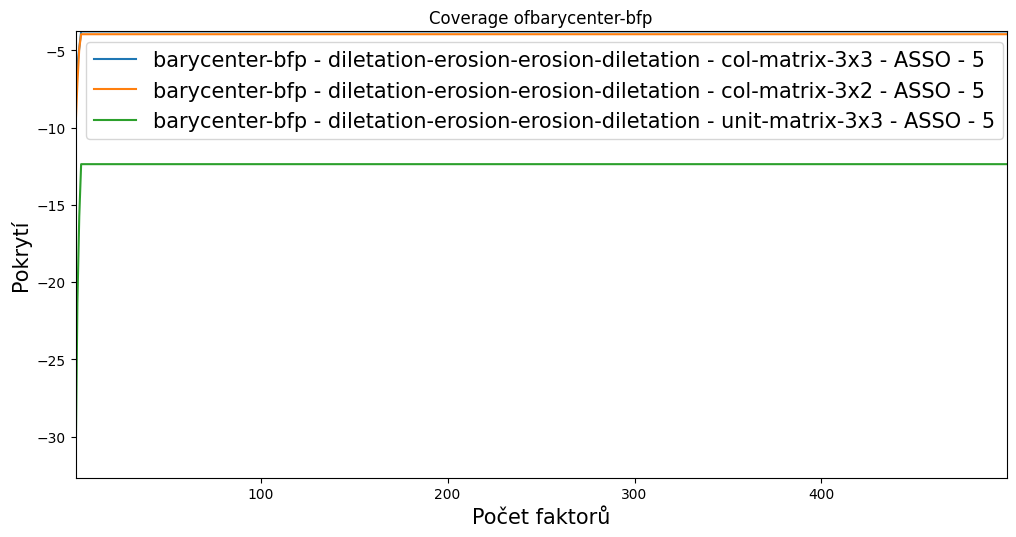 Coverage ofbarycenter-bfp
barycenter-bfp - diletation-erosion-erosion-diletation - col-matrix-3x3 - ASSO - 5
barycenter-bfp - diletation-erosion-erosion-diletation - col-matrix-3x2 - ASSO - 5
barycenter-bfp - diletation-erosion-erosion-diletation - unit-matrix-3x3 - ASSO - 5
Pokrytí
−5
−10
−15
−20
−25
−30
100
200
300
400
Počet faktorů